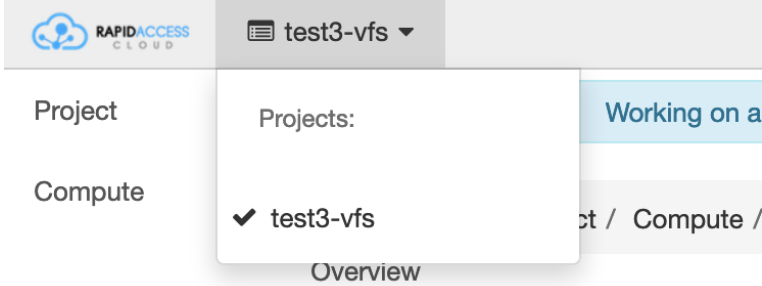 RAPIDACCESS
CLOUD
test3-vfs
Project
Projects:
Working on a
Compute
test3-vfs
ct / Compute /
Overview